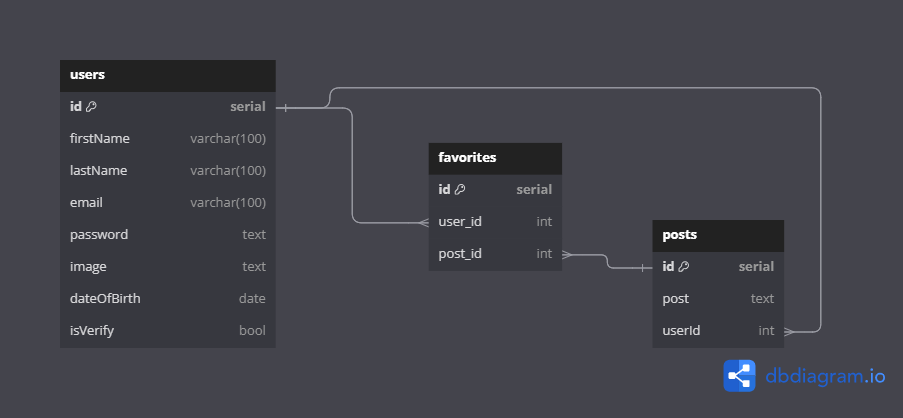 users
id serial
firstName varchar(100)
lastName varchar(100)
email varchar(100)
password text
image text
dateOfBirth date
isVerify bool
favorites
id serial
user_id int
post_id int
posts
id serial
post text
userId int
dbdiagram.io